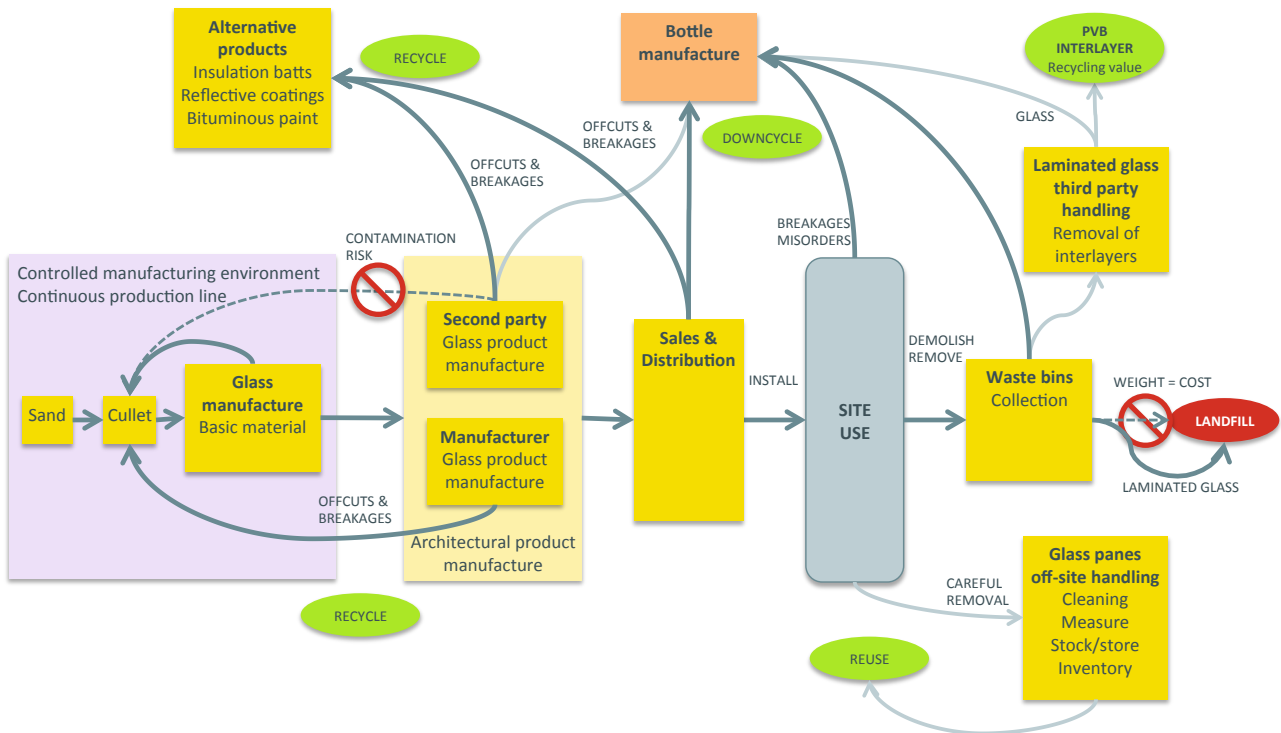 Alternative
products
Insulation batts
Reflective coatings
Bituminous paint
RECYCLE
Bottle
manufacture
PVB
INTERLAYER
Recycling value
GLASS
OFFCUTS &
BREAKAGES
DOWNCYCLE
OFFCUTS &
BREAKAGES
Laminated glass
third party
handling
Removal of
interlayers
BREAKAGES
MISORDERS
CONTAMINATION
RISK
Controlled manufacturing environment
Continuous production line
Second party
Glass product
manufacture
Sales &
Distribution
DEMOLISH
REMOVE
Waste bins
Collection
WEIGHT = COST
INSTALL
Glass
manufacture
Basic material
Sand
Cullet
SITE
USE
LANDFILL
Manufacturer
Glass product
manufacture
LAMINATED GLASS
OFFCUTS &
BREAKAGES
Architectural product
manufacture
Glass panes
off-site handling
Cleaning
Measure
Stock/store
Inventory
CAREFUL
REMOVAL
RECYCLE
REUSE